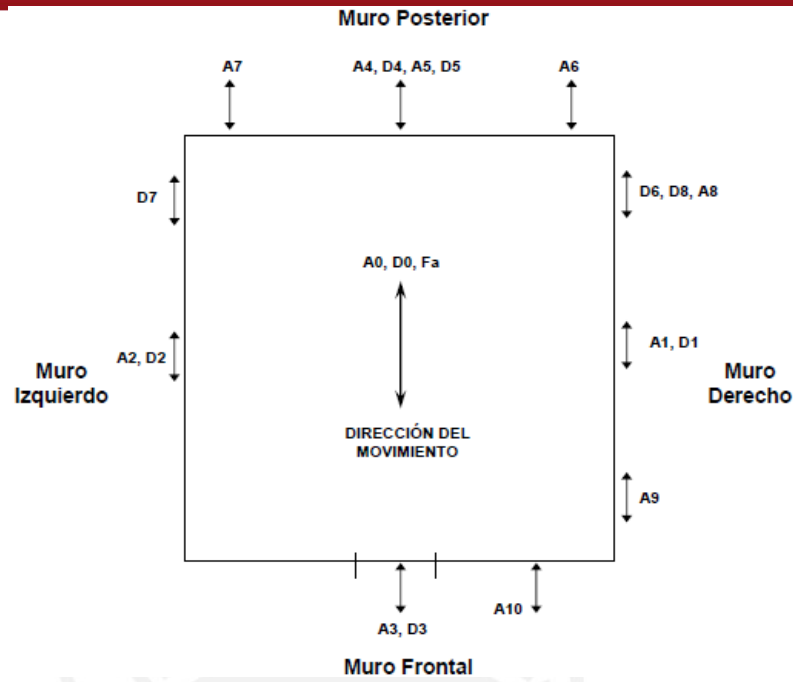 Muro Posterior
A7
A4, D4, A5, D5
A6
D7
D6, D8, A8
A0, D0, Fa
A2, D2
A1, D1
Muro
Izquierdo
Muro
Derecho
DIRECCIÓN DEL
MOVIMIENTO
A9
A10
A3, D3
Muro Frontal